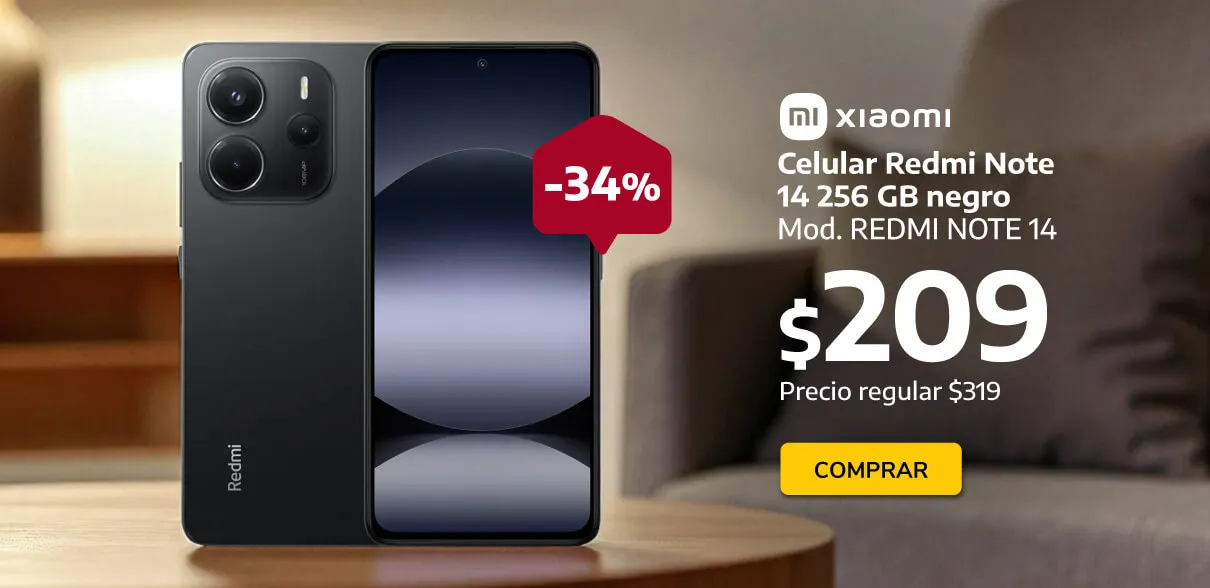 xiaomi
Celular Redmi Note
14 256 GB negro
Mod. REDMI NOTE 14
-34%
$209
Precio regular $319
COMPRAR
Redmi
108MP